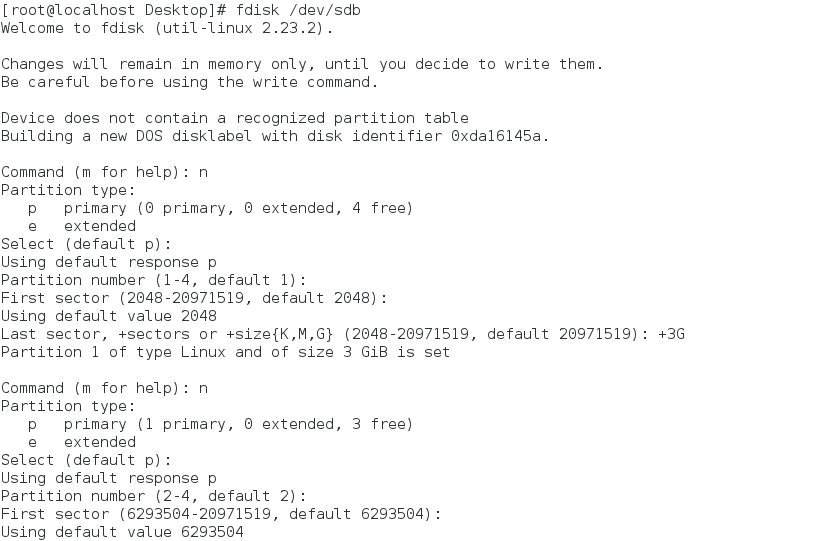 [root@localhost Desktop]# fdisk /dev/sdb
Welcome to fdisk (util-linux 2.23.2).

Changes will remain in memory only, until you decide to write them.
Be careful before using the write command.

Device does not contain a recognized partition table
Building a new DOS disklabel with disk identifier 0xda16145a.

Command (m for help): n
Partition type:
   p   primary (0 primary, 0 extended, 4 free)
   e   extended
Select (default p):
Using default response p
Partition number (1-4, default 1):
First sector (2048-20971519, default 2048):
Using default value 2048
Last sector, +sectors or +size{K,M,G} (2048-20971519, default 20971519): +3G
Partition 1 of type Linux and of size 3 GiB is set

Command (m for help): n
Partition type:
   p   primary (1 primary, 0 extended, 3 free)
   e   extended
Select (default p):
Using default response p
Partition number (2-4, default 2):
First sector (6293504-20971519, default 6293504):
Using default value 6293504